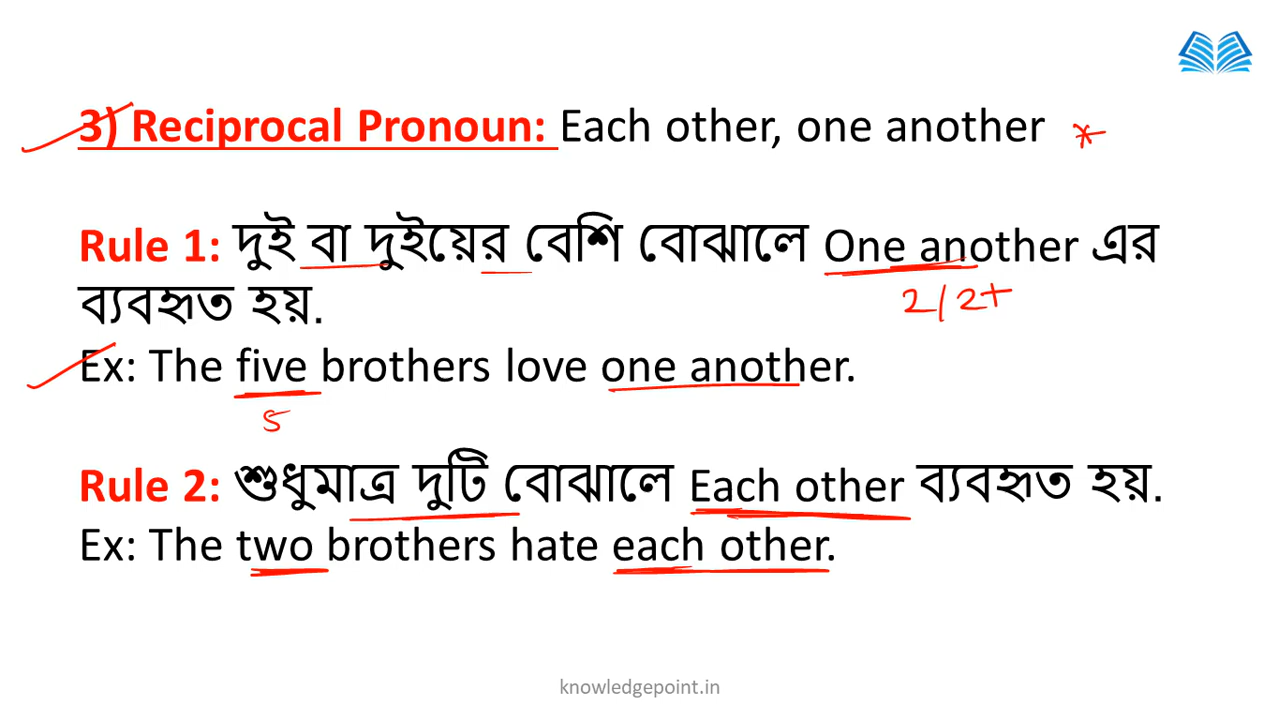 3) Reciprocal Pronoun: Each other, one another *
Rule 1: দুই বা দুইয়ের বেশি বোঝালে One another এর
ব্যবহৃত হয়.
2/2+
Ex: The five brothers love one another.
5
Rule 2: শুধুমাত্র দুটি বোঝালে Each other ব্যবহৃত হয়.
Ex: The two brothers hate each other.
knowledgepoint.in